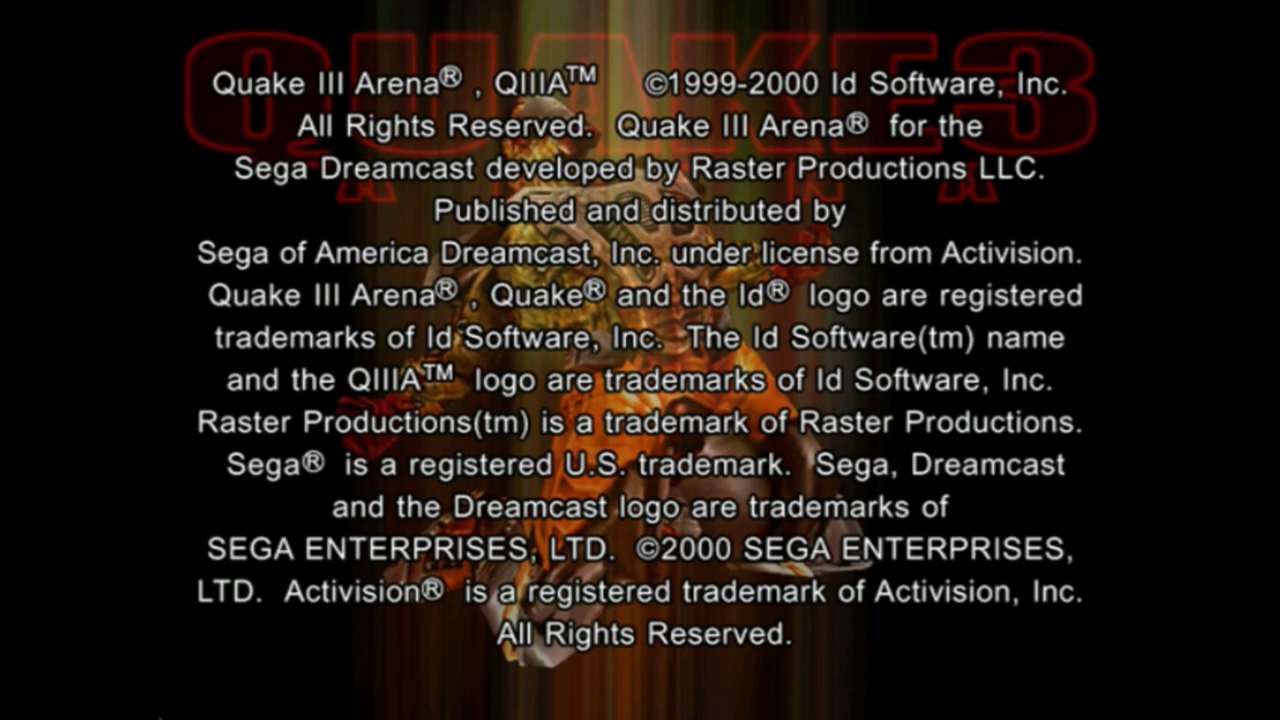 QUAKE3
ARENA
Quake III Arena® , QIIIA™ ©1999-2000 Id Software, Inc.
All Rights Reserved. Quake III Arena® for the
Sega Dreamcast developed by Raster Productions LLC.
Published and distributed by
Sega of America Dreamcast, Inc. under license from Activision.
Quake III Arena® , Quake® and the Id® logo are registered
trademarks of Id Software, Inc. The Id Software(tm) name
and the QIIIA™ logo are trademarks of Id Software, Inc.
Raster Productions(tm) is a trademark of Raster Productions.
Sega® is a registered U.S. trademark. Sega, Dreamcast
and the Dreamcast logo are trademarks of
SEGA ENTERPRISES, LTD. ©2000 SEGA ENTERPRISES,
LTD. Activision® is a registered trademark of Activision, Inc.
All Rights Reserved.